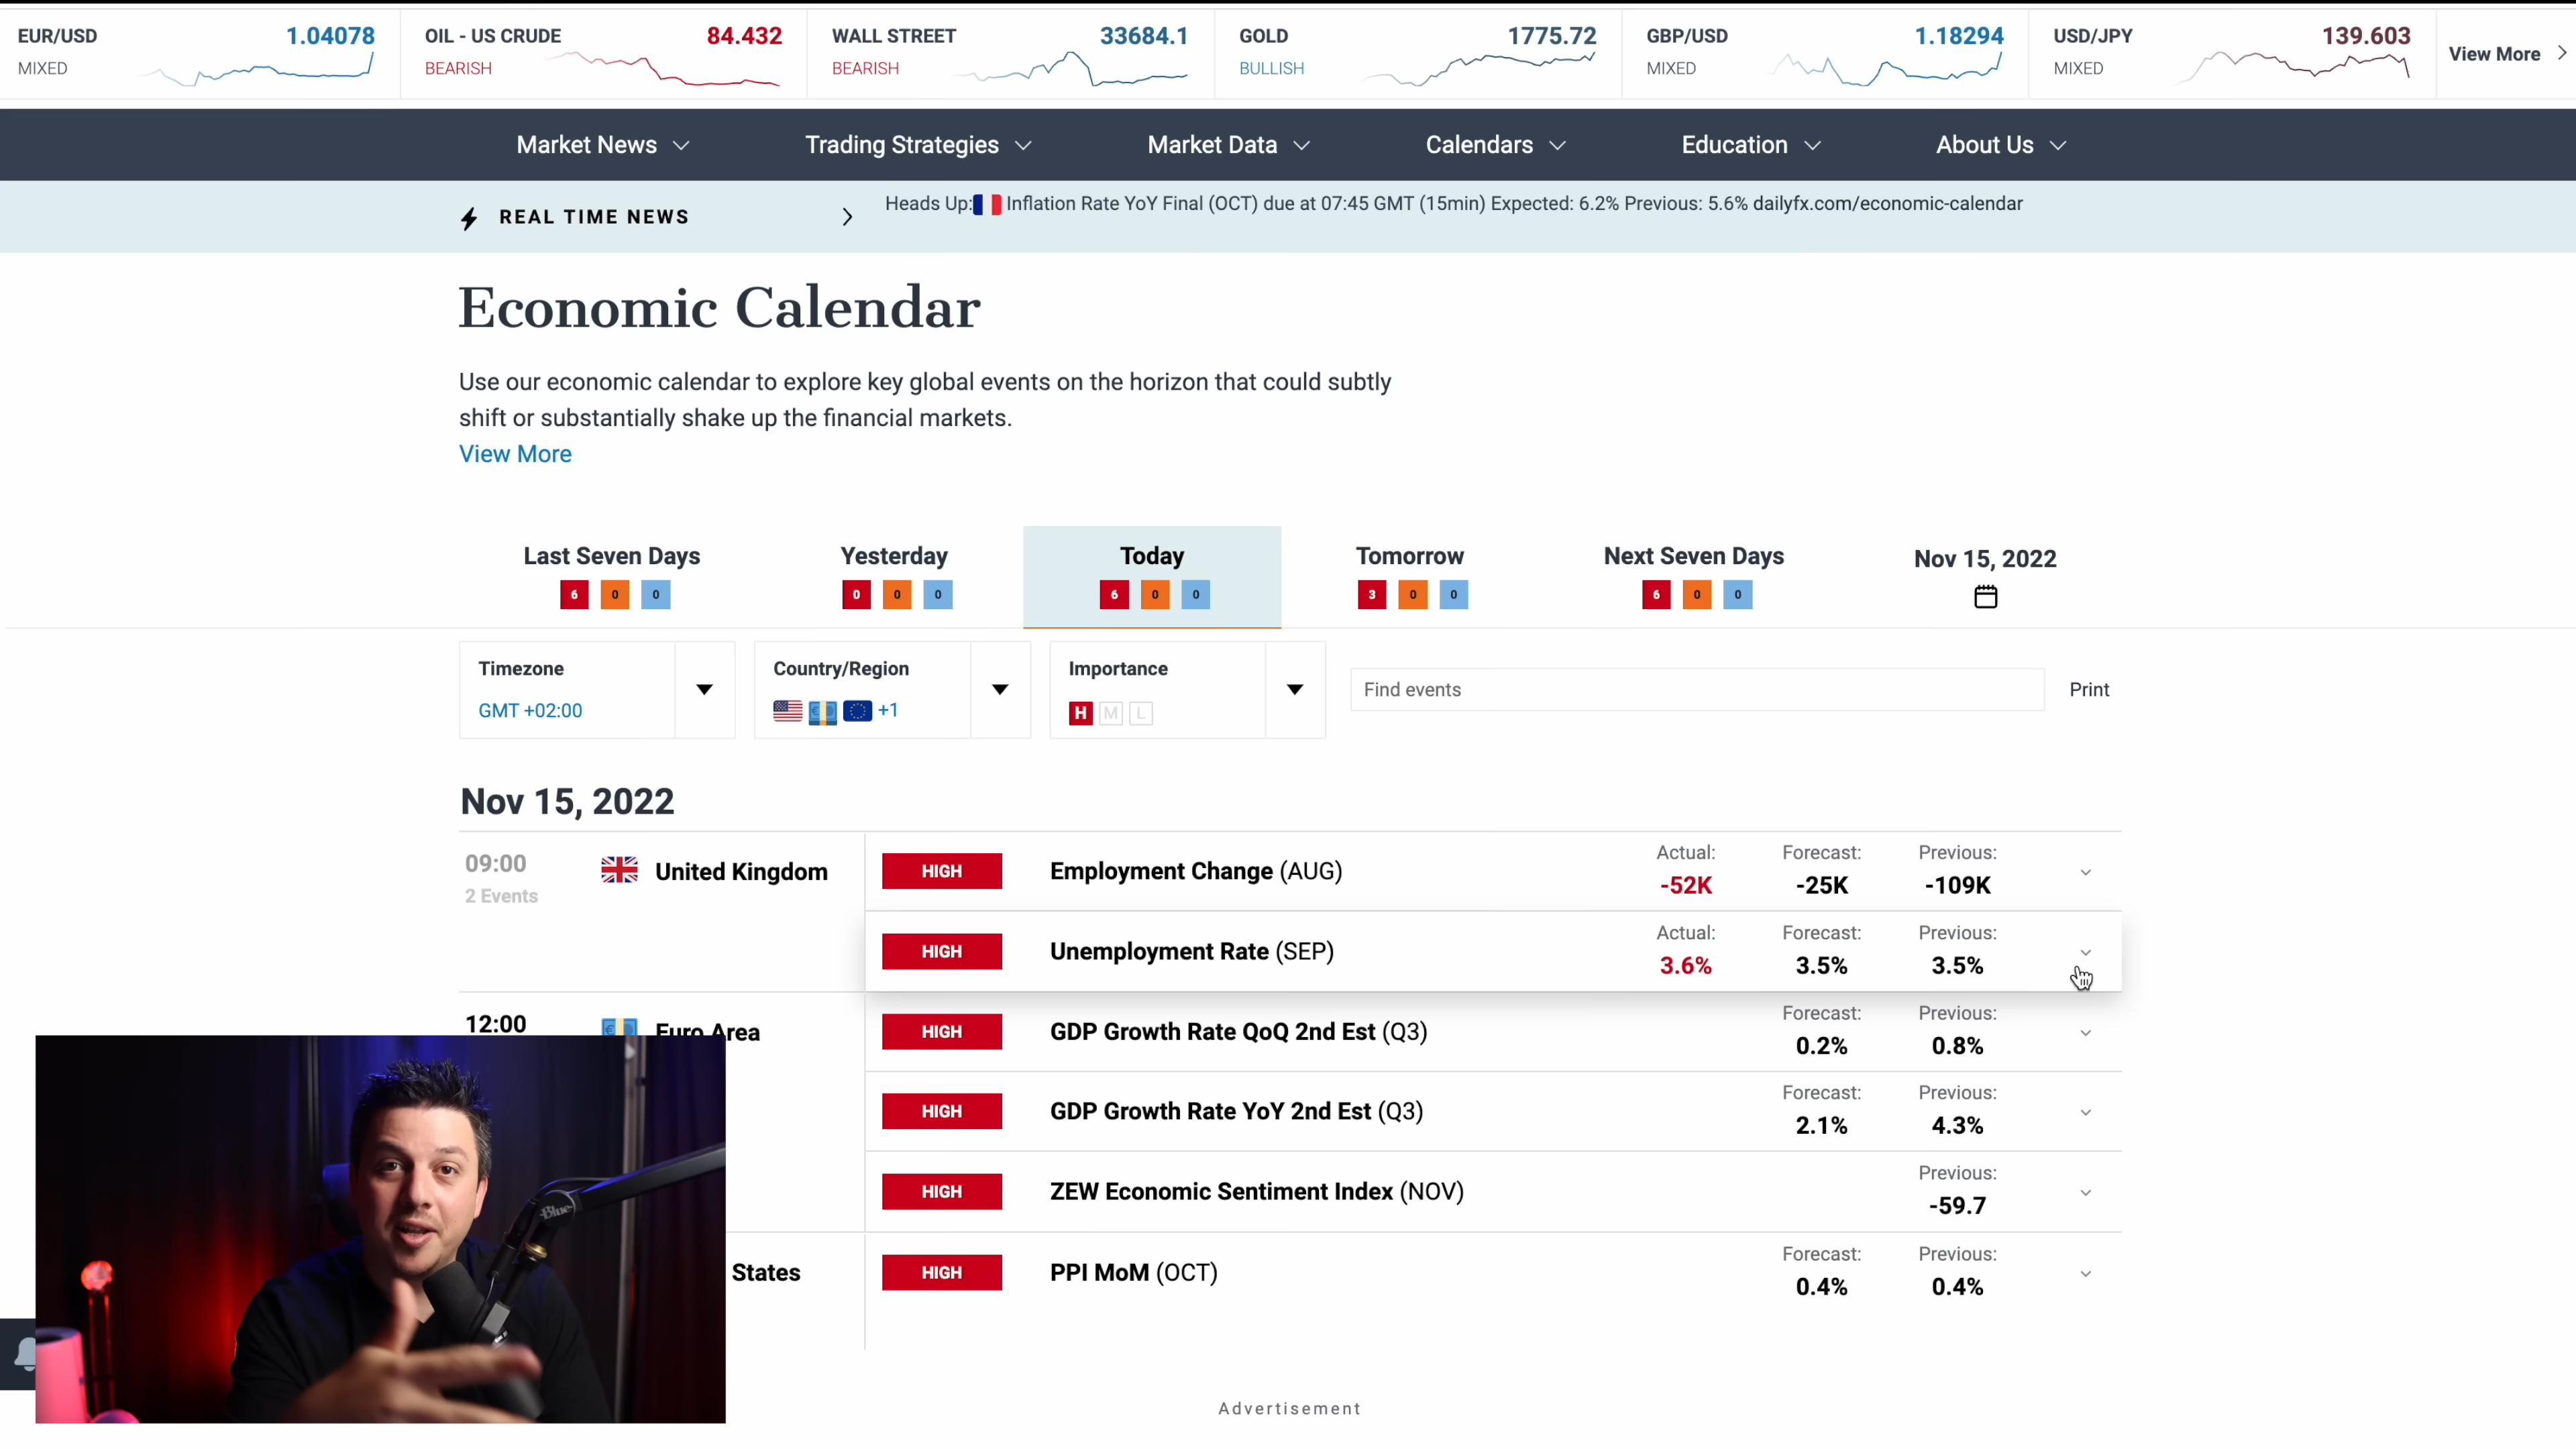 EUR/USD 1.04078
MIXED
OIL - US CRUDE 84.432
BEARISH
WALL STREET 33684.1
BEARISH
GOLD 1775.72
BULLISH
GBP/USD 1.18294
MIXED
USD/JPY 139.603
MIXED
View More
Market News Trading Strategies Market Data Calendars Education About Us
REAL TIME NEWS
Heads Up: Inflation Rate YoY Final (OCT) due at 07:45 GMT (15min) Expected: 6.2% Previous: 5.6% dailyfx.com/economic-calendar
Economic Calendar
Use our economic calendar to explore key global events on the horizon that could subtly
shift or substantially shake up the financial markets.
View More
Last Seven Days
6 0 0
Yesterday
0 0 0
Today
6 0 0
Tomorrow
3 0 0
Next Seven Days
6 0 0
Nov 15, 2022
Timezone
GMT +02:00
Country/Region
+1
Importance
H M L
Find events
Print
Nov 15, 2022
09:00
2 Events
United Kingdom
HIGH
Employment Change (AUG)
Actual: Forecast: Previous:
-52K -25K -109K
HIGH
Unemployment Rate (SEP)
Actual: Forecast: Previous:
3.6% 3.5% 3.5%
12:00
Euro Area
HIGH
GDP Growth Rate QoQ 2nd Est (Q3)
Forecast: Previous:
0.2% 0.8%
HIGH
GDP Growth Rate YoY 2nd Est (Q3)
Forecast: Previous:
2.1% 4.3%
HIGH
ZEW Economic Sentiment Index (NOV)
Previous:
-59.7
States
HIGH
PPI MoM (OCT)
Forecast: Previous:
0.4% 0.4%
Blue
Advertisement